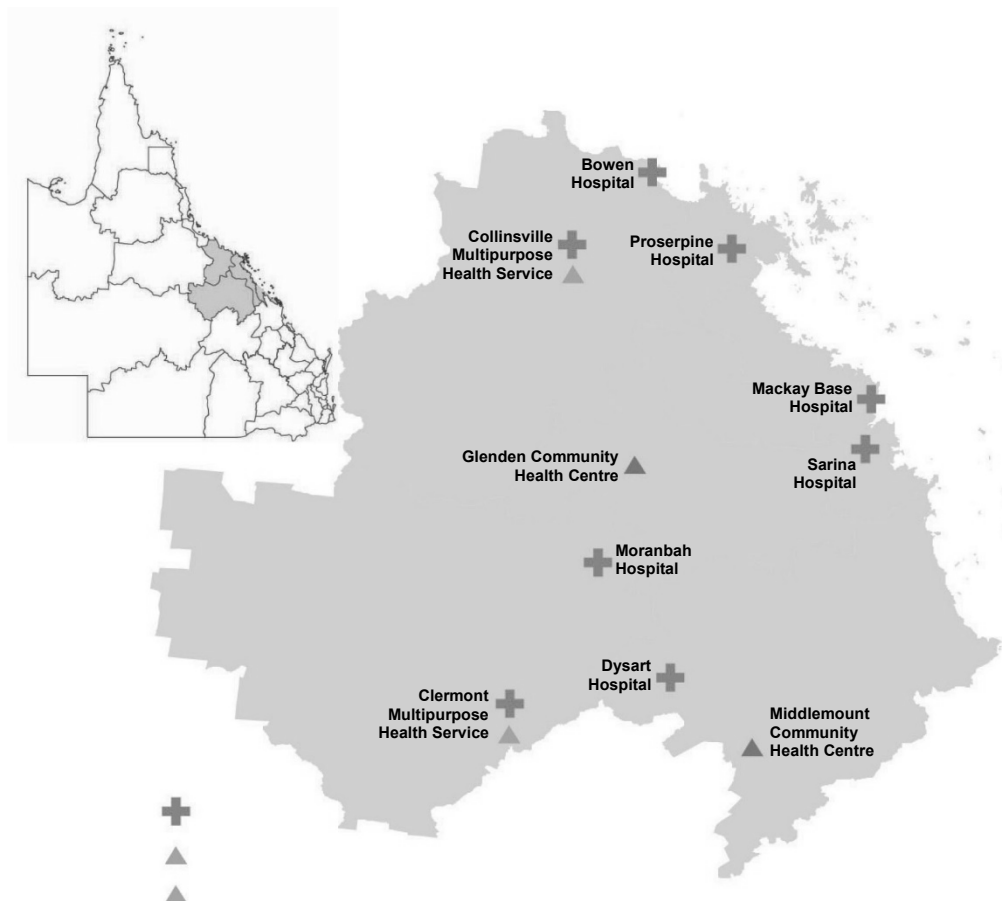 Bowen
Hospital
Collinsville
Multipurpose
Health Service
Proserpine
Hospital
Mackay Base
Hospital
Glenden Community
Health Centre
Sarina
Hospital
Moranbah
Hospital
Dysart
Hospital
Clermont
Multipurpose
Health Service
Middlemount
Community
Health Centre